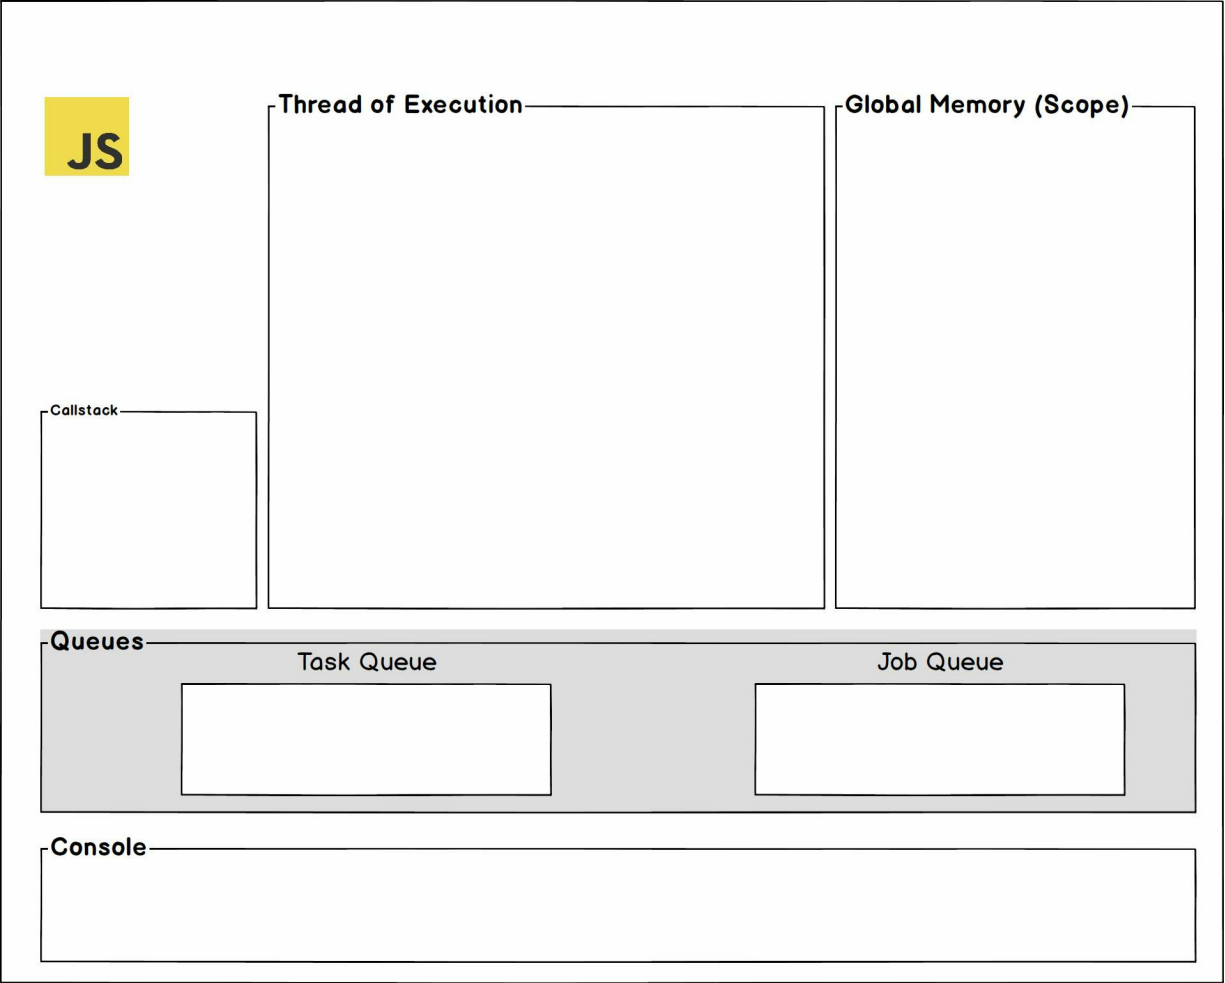 Thread of Execution
Global Memory (Scope)
JS
Callstack
Queues
Task Queue
Job Queue
Console